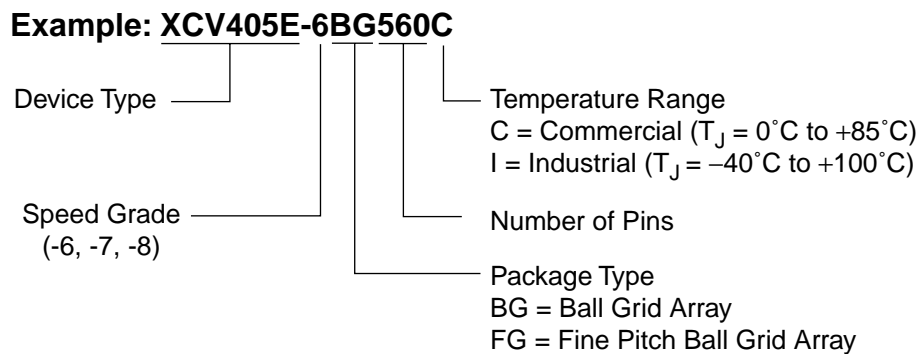 Example: XCV405E-6BG560C
Device Type
Temperature Range
C = Commercial (TJ = 0˚C to +85˚C)
I = Industrial (TJ = −40˚C to +100˚C)
Speed Grade
(-6, -7, -8)
Number of Pins
Package Type
BG = Ball Grid Array
FG = Fine Pitch Ball Grid Array